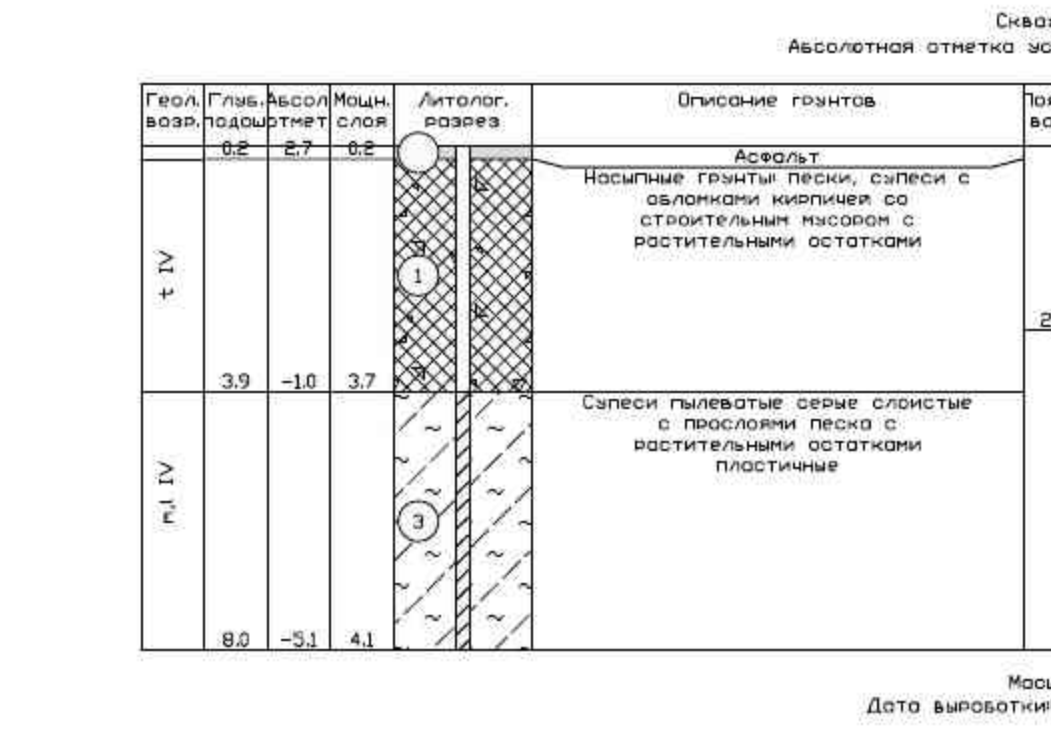 Абсолютная отметка
Геол. Глуб. Абсол Мощн. Литолог. Описание грунтов
возр. подош отмет слоя разрез
0.2 2.7 0.2
Асфальт
Насыпные грунты: пески, супеси с
обломками кирпичей со
строительным мусором с
растительными остатками
t IV
1
2
3.9 -1.0 3.7
Супеси пылеватые серые слоистые
с прослоями песка с
растительными остатками
пластичные
m,l IV
3
8.0 -5.1 4.1
Дата выработки